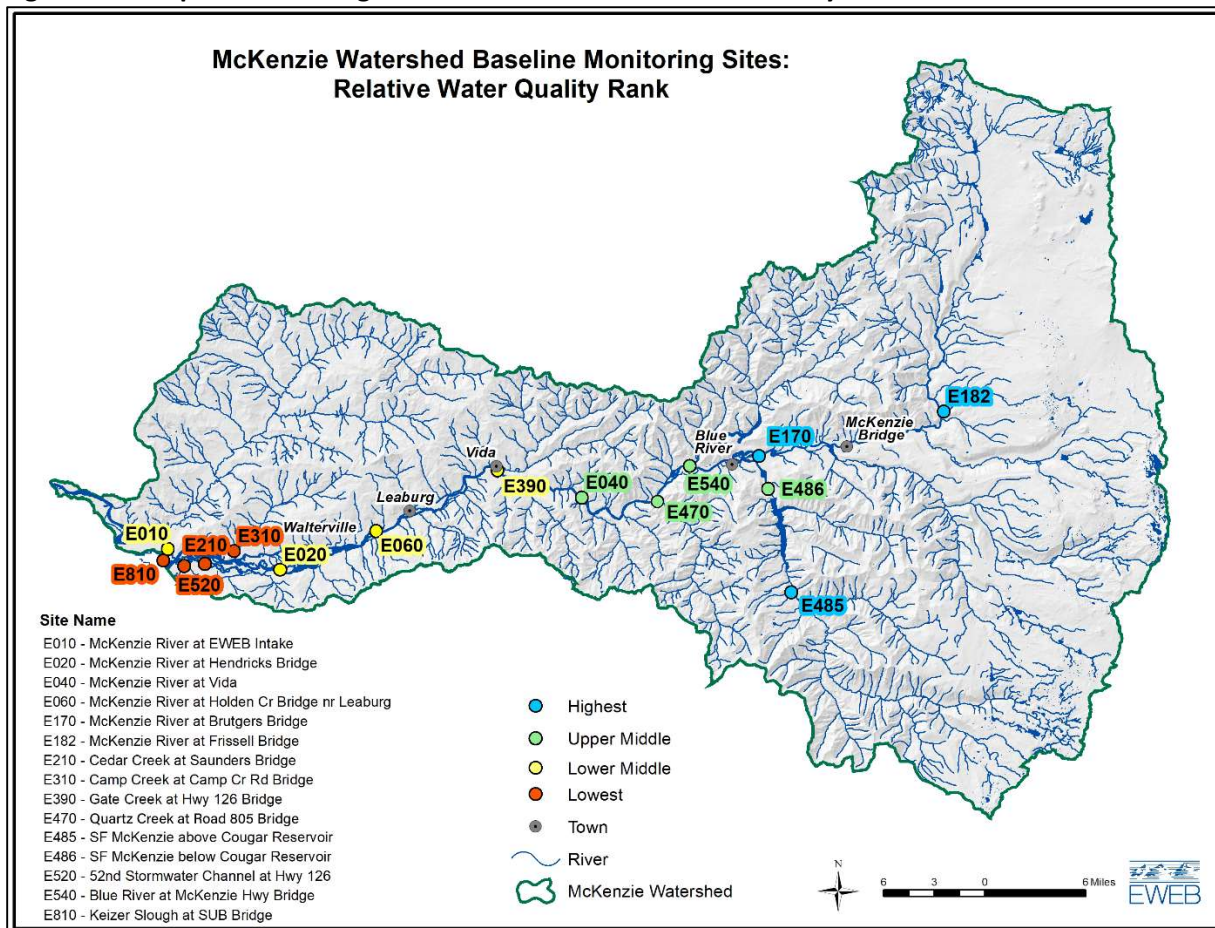 McKenzie Watershed Baseline Monitoring Sites:
Relative Water Quality Rank
E182
McKenzie
Bridge
E170
Blue
River
E540
E486
Vida
E390
E040
E470
Leaburg
E485
Walterville
E060
E010
E210
E310
E020
E810
E520
Site Name
E010 - McKenzie River at EWEB Intake
E020 - McKenzie River at Hendricks Bridge
E040 - McKenzie River at Vida
E060 - McKenzie River at Holden Cr Bridge nr Leaburg
E170 - McKenzie River at Brutgers Bridge
E182 - McKenzie River at Frissell Bridge
E210 - Cedar Creek at Saunders Bridge
E310 - Camp Creek at Camp Cr Rd Bridge
E390 - Gate Creek at Hwy 126 Bridge
E470 - Quartz Creek at Road 805 Bridge
E485 - SF McKenzie above Cougar Reservoir
E486 - SF McKenzie below Cougar Reservoir
E520 - 52nd Stormwater Channel at Hwy 126
E540 - Blue River at McKenzie Hwy Bridge
E810 - Keizer Slough at SUB Bridge
Highest
Upper Middle
Lower Middle
Lowest
Town
River
McKenzie Watershed
N
6 3 0 6 Miles
EWEB